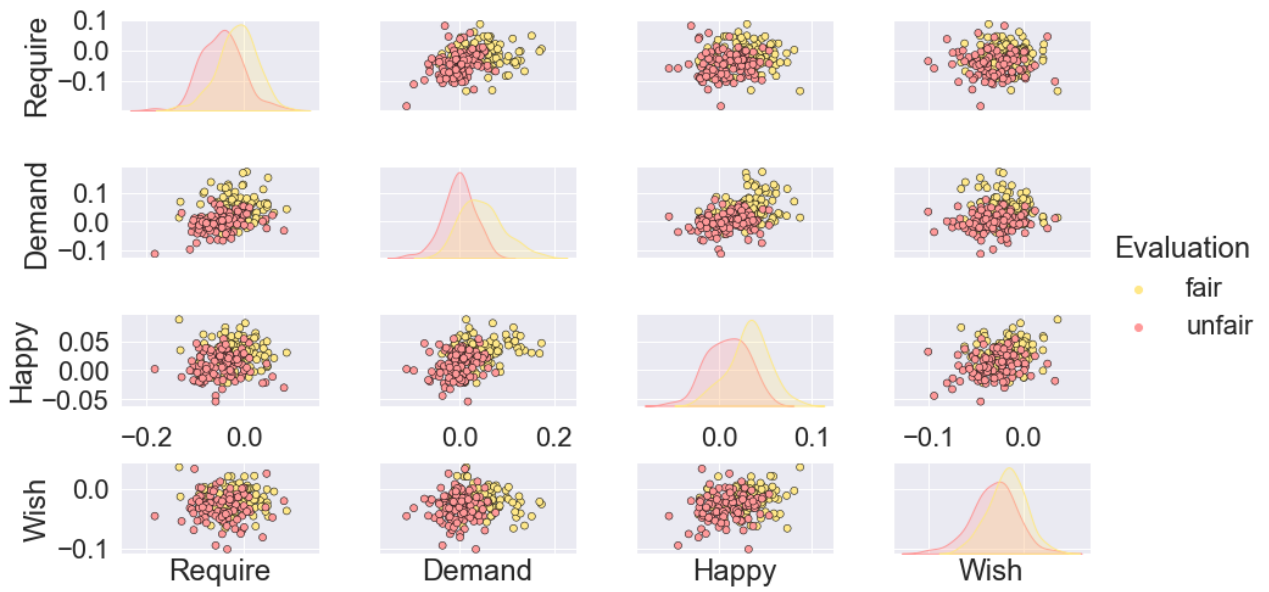 Require
0.1
0.0
−0.1
Demand
0.1
0.0
−0.1
Happy
0.05
0.00
−0.05
−0.2 0.0 0.0 0.2 0.0 0.1 −0.1 0.0
Wish
0.0
−0.1
Require Demand Happy Wish
Evaluation
fair
unfair